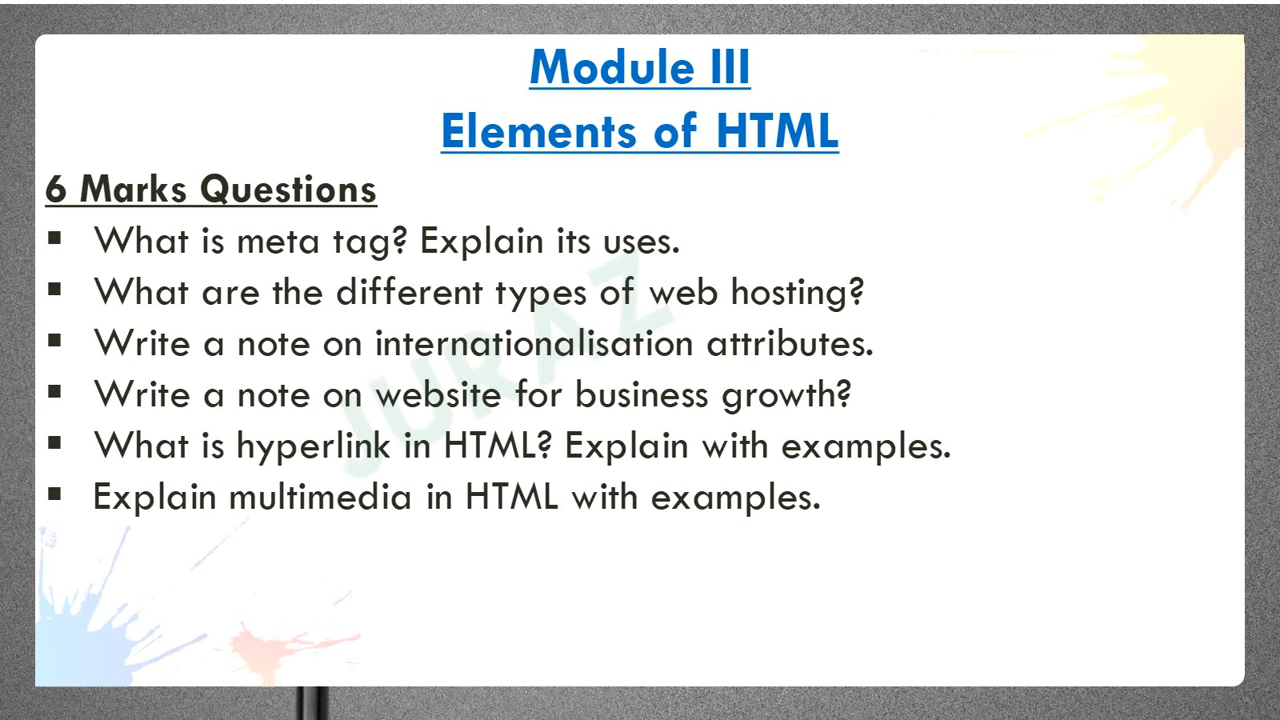 Module III
Elements of HTML
6 Marks Questions
▪ What is meta tag? Explain its uses.
▪ What are the different types of web hosting?
▪ Write a note on internationalisation attributes.
▪ Write a note on website for business growth?
▪ What is hyperlink in HTML? Explain with examples.
▪ Explain multimedia in HTML with examples.
JURAZ